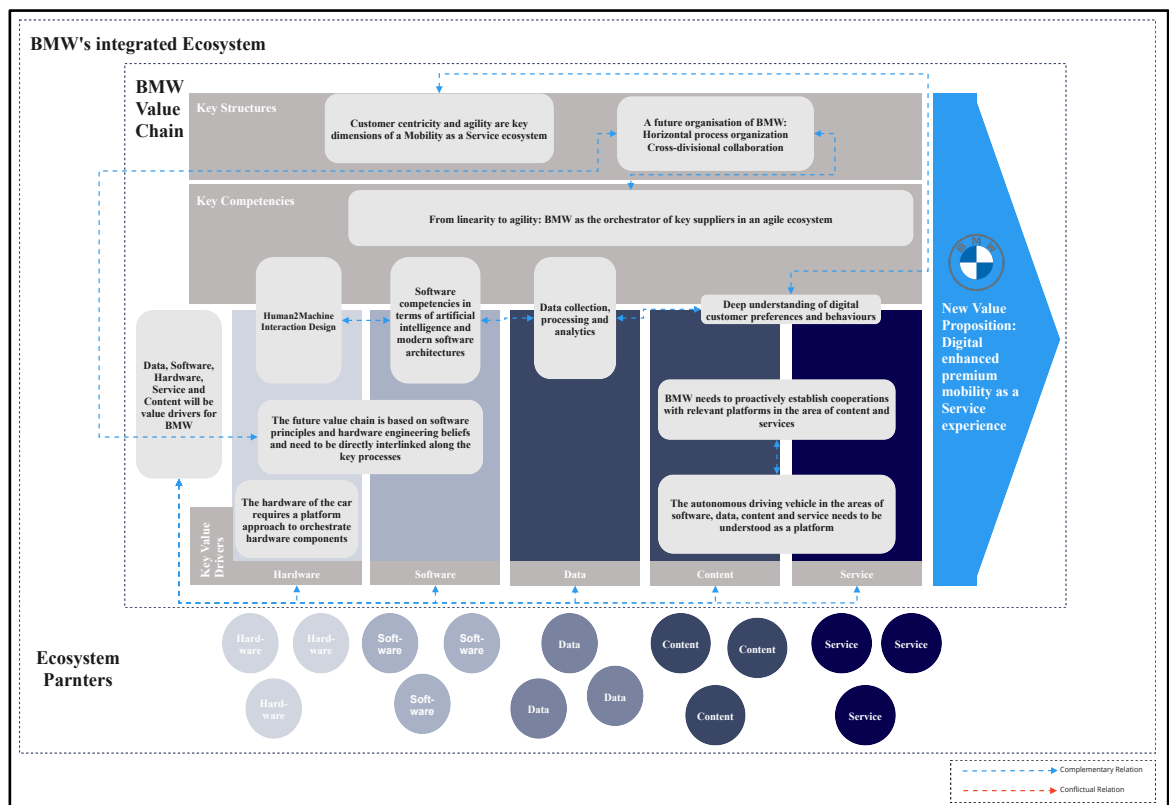 BMW's integrated Ecosystem
BMW
Value
Chain
Key Structures
Customer centricity and agility are key
dimensions of a Mobility as a Service ecosystem
A future organisation of BMW:
Horizontal process organization
Cross-divisional collaboration
Key Competencies
From linearity to agility: BMW as the orchestrator of key suppliers in an agile ecosystem
Human2Machine
Interaction Design
Software
competencies in
terms of artificial
intelligence and
modern software
architectures
Data collection,
processing and
analytics
Deep understanding of digital
customer preferences and behaviours
BMW
New Value
Proposition:
Digital
enhanced
premium
mobility as a
Service
experience
Data, Software,
Hardware,
Service and
Content will be
value drivers for
BMW
The future value chain is based on software
principles and hardware engineering beliefs
and need to be directly interlinked along the
key processes
BMW needs to proactively establish cooperations
with relevant platforms in the area of content and
services
The hardware of the car
requires a platform
approach to orchestrate
hardware components
The autonomous driving vehicle in the areas of
software, data, content and service needs to be
understood as a platform
Key Value
Drivers
Hardware
Software
Data
Content
Service
Ecosystem
Parnters
Hard-
ware
Hard-
ware
Hard-
ware
Soft-
ware
Soft-
ware
Soft-
ware
Data
Data
Data
Content
Content
Content
Service
Service
Service
Complementary Relation
Conflictual Relation